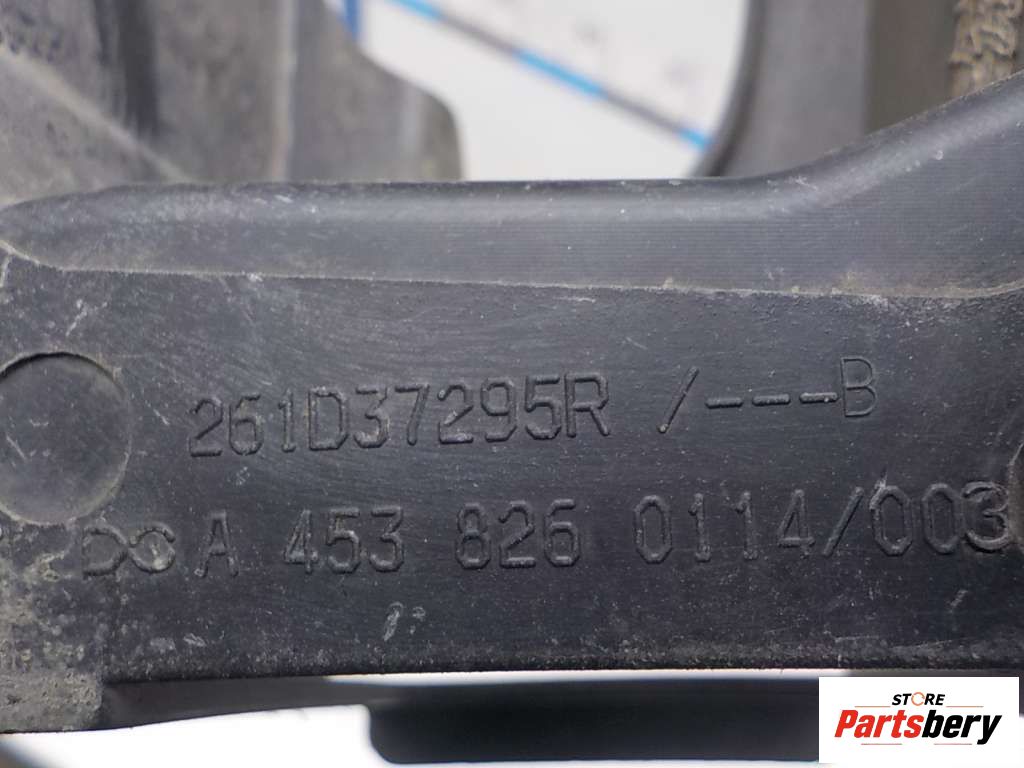 261D37295R /---B
A 453 826 0114/003
STORE
Partsbery